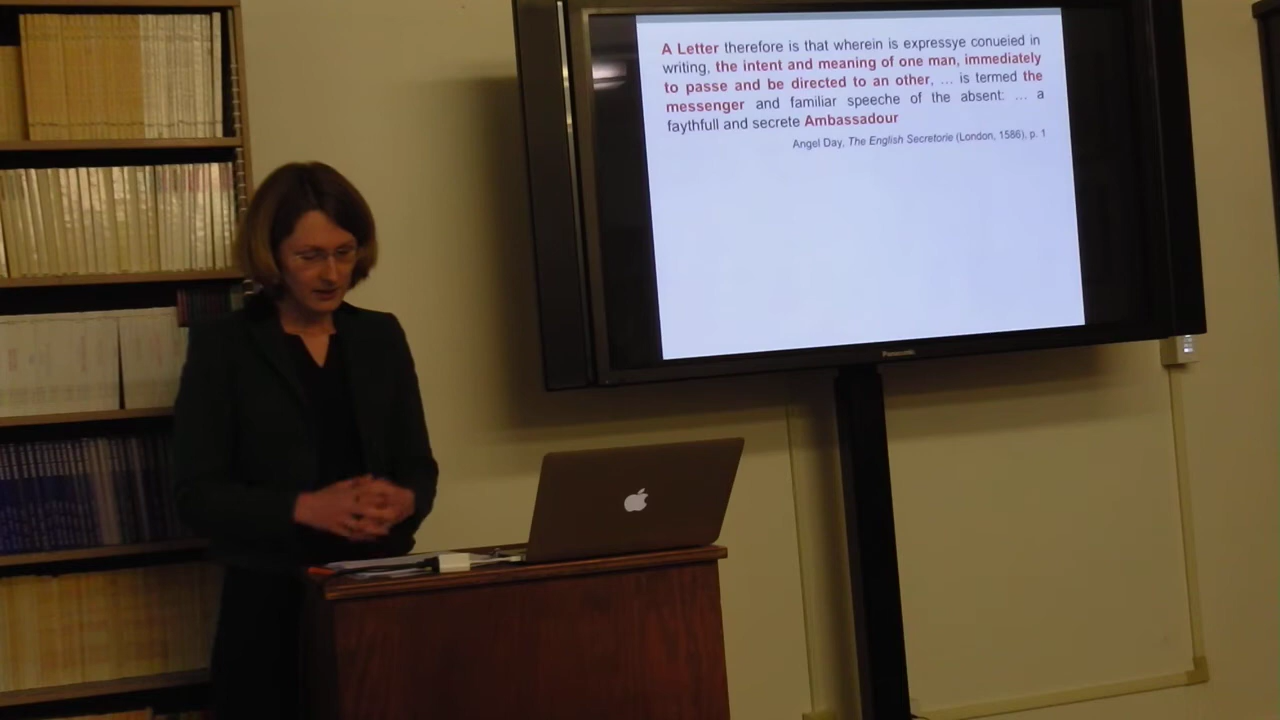 A Letter therefore is that wherein is expressye conueied in
writing, the intent and meaning of one man, immediately
to passe and be directed to an other, ... is termed the
messenger and familiar speeche of the absent: ... a
faythfull and secrete Ambassadour
Angel Day, The English Secretorie (London, 1586), p. 1
Panasonic